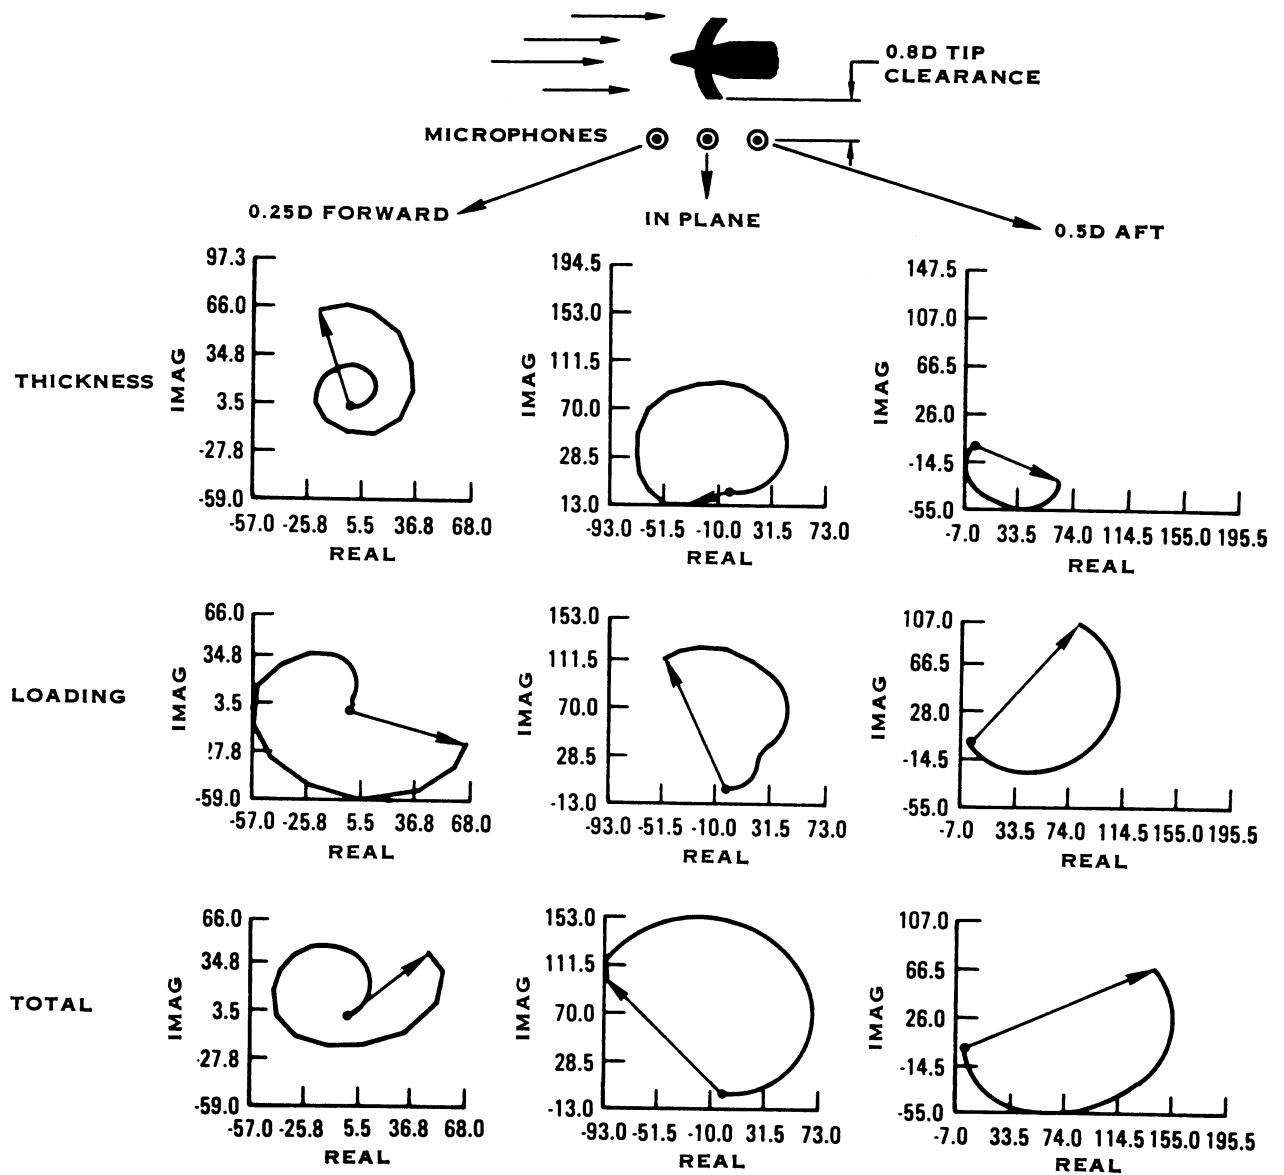 0.8D TIP
CLEARANCE
MICROPHONES
0.25D FORWARD
IN PLANE
0.5D AFT
THICKNESS
IMAG
97.3
66.0
34.8
3.5
-27.8
-59.0
-57.0 -25.8 5.5 36.8 68.0
REAL
IMAG
194.5
153.0
111.5
70.0
28.5
13.0
-93.0 -51.5 -10.0 31.5 73.0
REAL
IMAG
147.5
107.0
66.5
26.0
-14.5
-55.0
-7.0 33.5 74.0 114.5 155.0 195.5
REAL
LOADING
IMAG
66.0
34.8
3.5
27.8
-59.0
-57.0 -25.8 5.5 36.8 68.0
REAL
IMAG
153.0
111.5
70.0
28.5
-13.0
-93.0 -51.5 -10.0 31.5 73.0
REAL
IMAG
107.0
66.5
28.0
-14.5
-55.0
-7.0 33.5 74.0 114.5 155.0 195.5
REAL
TOTAL
IMAG
66.0
34.8
3.5
-27.8
-59.0
-57.0 -25.8 5.5 36.8 68.0
REAL
IMAG
153.0
111.5
70.0
28.5
-13.0
-93.0 -51.5 -10.0 31.5 73.0
REAL
IMAG
107.0
66.5
26.0
-14.5
-55.0
-7.0 33.5 74.0 114.5 155.0 195.5
REAL